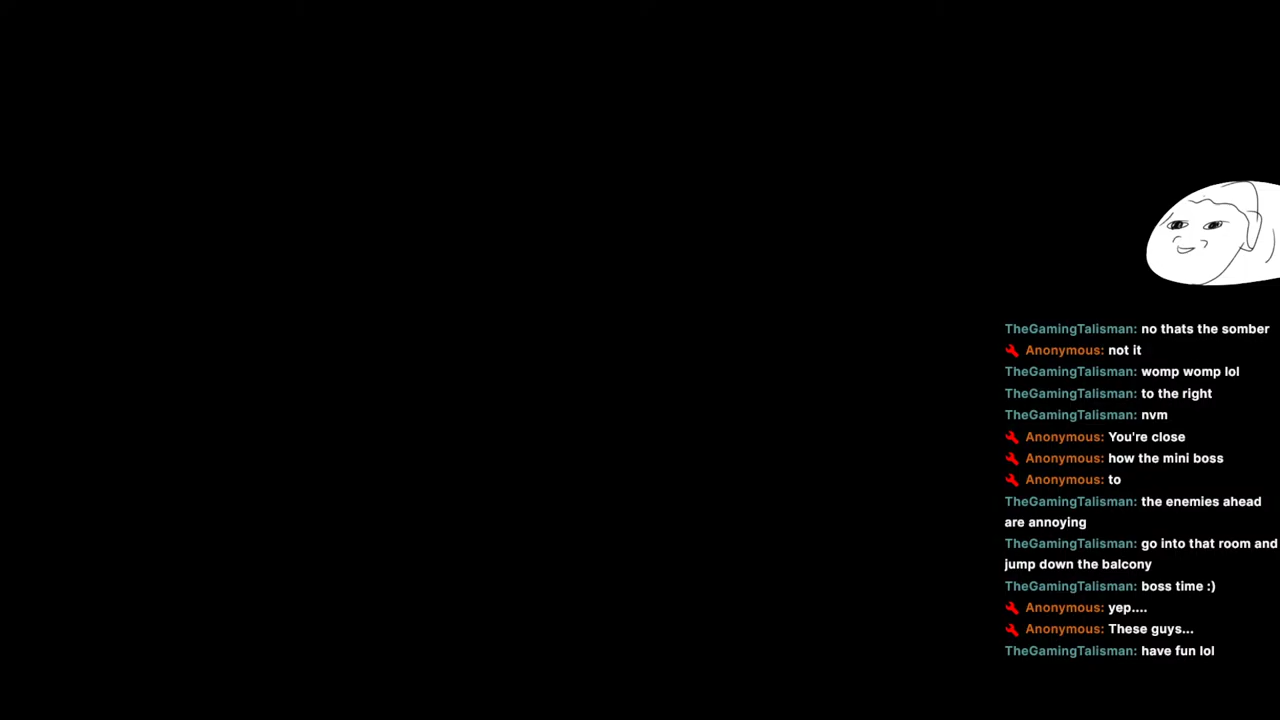 TheGamingTalisman: no thats the somber
Anonymous: not it
TheGamingTalisman: womp womp lol
TheGamingTalisman: to the right
TheGamingTalisman: nvm
Anonymous: You're close
Anonymous: how the mini boss
Anonymous: to
TheGamingTalisman: the enemies ahead
are annoying
TheGamingTalisman: go into that room and
jump down the balcony
TheGamingTalisman: boss time :)
Anonymous: yep....
Anonymous: These guys...
TheGamingTalisman: have fun lol